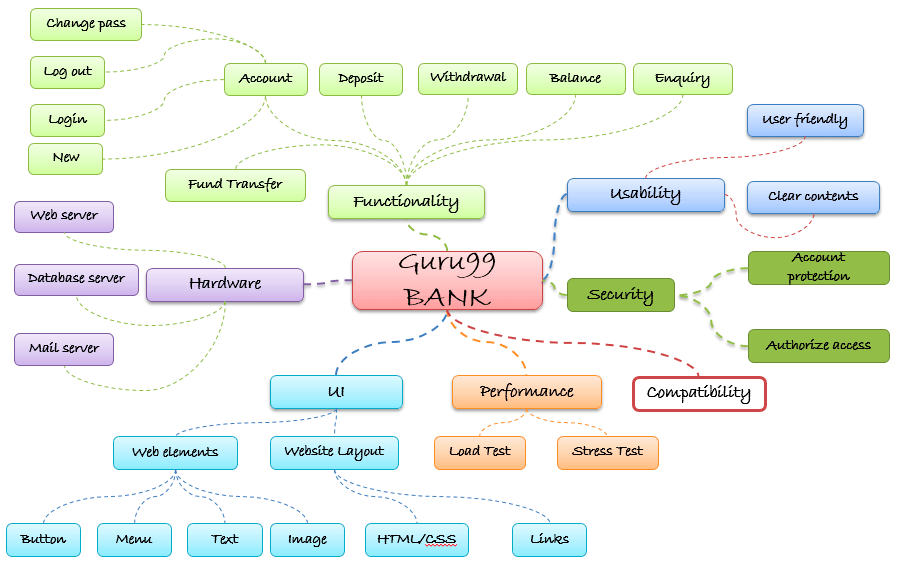 Change pass
Log out
Account
Deposit
Withdrawal
Balance
Enquiry
Login
User friendly
New
Fund Transfer
Functionality
Usability
Clear contents
Web server
Guru99
BANK
Account
protection
Database server
Hardware
Security
Mail server
Authorize access
UI
Performance
Compatibility
Web elements
Website Layout
Load Test
Stress Test
Button
Menu
Text
Image
HTML/CSS
Links